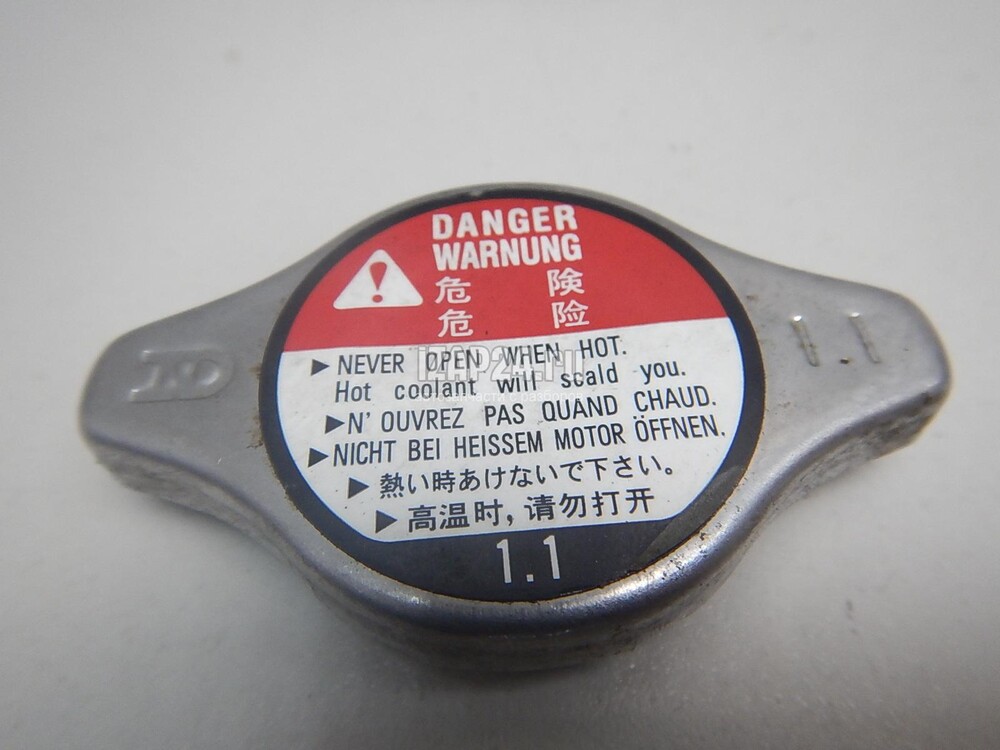 DANGER
WARNUNG
危 険
危 险
▶ NEVER OPEN WHEN HOT.
Hot coolant will scald you.
▶ N' OUVREZ PAS QUAND CHAUD.
▶ NICHT BEI HEISSEM MOTOR ÖFFNEN.
▶ 熱い時あけないで下さい。
▶ 高温时，请勿打开
1.1
1.1
IZAP24.ru